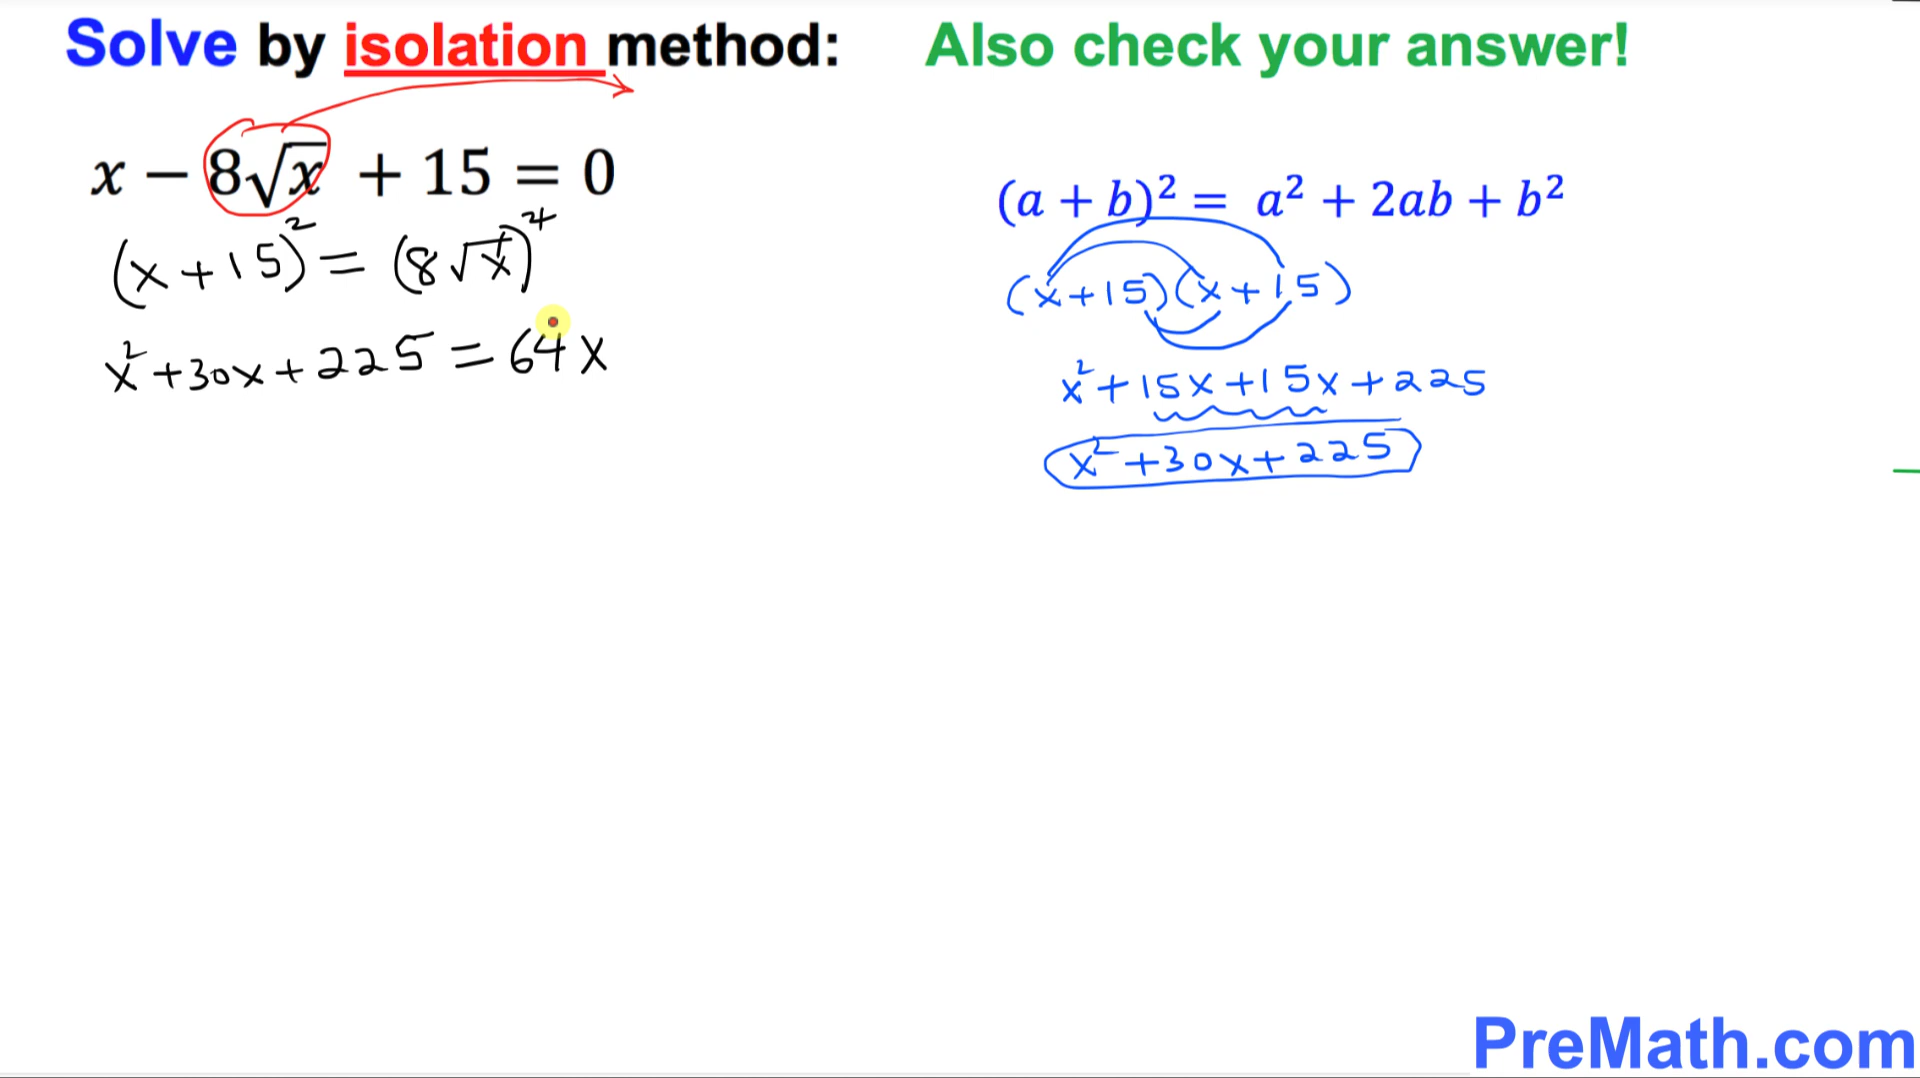 Solve by isolation method: Also check your answer!
x − 8√x + 15 = 0
(x+15)² = (8√x)²
x²+30x+225 = 64x
(a + b)² = a² + 2ab + b²
(x+15)(x+15)
x²+15x+15x+225
x²+30x+225
PreMath.com